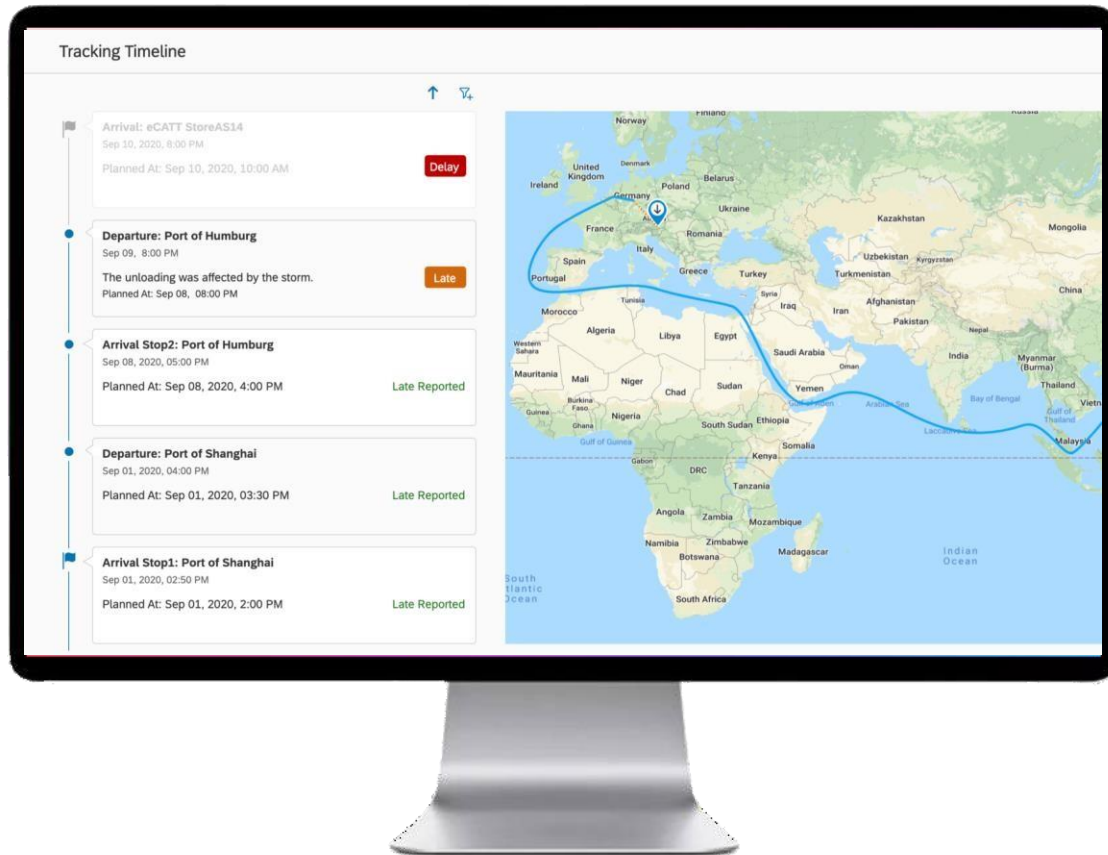 Tracking Timeline
Arrival: eCATT StoreAS14
Sep 10, 2020, 8:00 PM
Planned At: Sep 10, 2020, 10:00 AM
Delay
Departure: Port of Humburg
Sep 09, 8:00 PM
The unloading was affected by the storm.
Late
Planned At: Sep 08, 08:00 PM
Arrival Stop2: Port of Humburg
Sep 08, 2020, 05:00 PM
Planned At: Sep 08, 2020, 4:00 PM
Late Reported
Departure: Port of Shanghai
Sep 01, 2020, 04:00 PM
Planned At: Sep 01, 2020, 03:30 PM
Late Reported
Arrival Stop1: Port of Shanghai
Sep 01, 2020, 02:50 PM
Planned At: Sep 01, 2020, 2:00 PM
Late Reported
Norway
Finland
United
Kingdom
Denmark
Ireland
Germany
Poland
Belarus
Ukraine
France
Romania
Kazakhstan
Mongolia
Italy
Spain
Portugal
Greece
Turkey
Uzbekistan
Kyrgyzstan
Turkmenistan
China
Tunisia
Syria
Iraq
Iran
Afghanistan
Pakistan
Morocco
Algeria
Libya
Egypt
Nepal
Western
Sahara
Saudi Arabia
Oman
India
Myanmar
(Burma)
Mauritania
Mali
Niger
Chad
Sudan
Yemen
Thailand
Burkina
Faso
Arabian Sea
Bay of Bengal
Gulf of
Thailand
Guinea
Ghana
Nigeria
South Sudan
Ethiopia
Gulf of Guinea
Somalia
Malaysia
Gabon
DRC
Kenya
Tanzania
Angola
Zambia
Mozambique
Namibia
Zimbabwe
Botswana
Madagascar
Indian
Ocean
South Africa